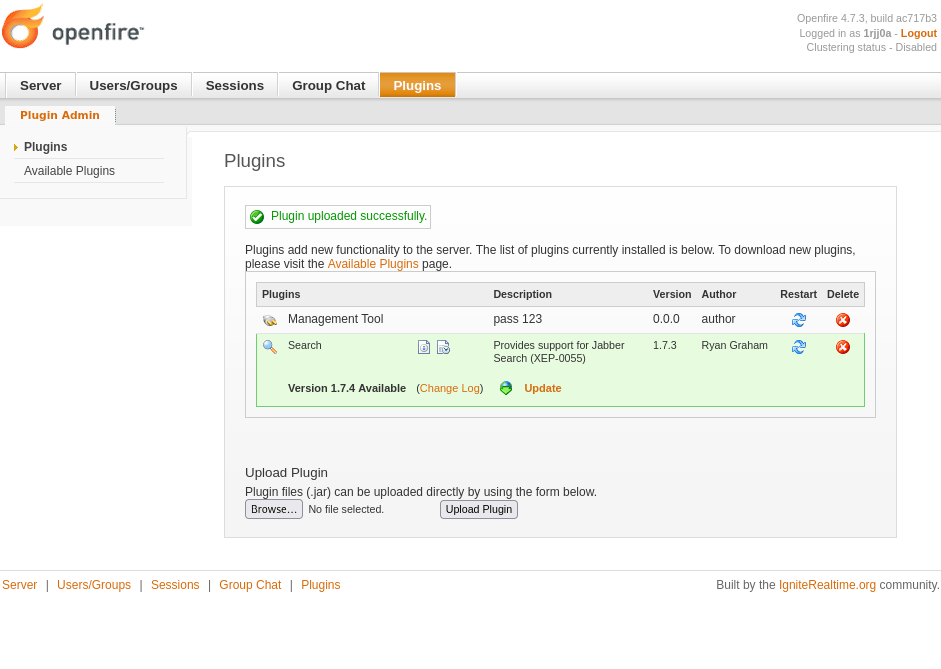 openfire
Openfire 4.7.3, build ac717b3
Logged in as 1rjj0a - Logout
Clustering status - Disabled
Server Users/Groups Sessions Group Chat Plugins
Plugin Admin
Plugins
Available Plugins
Plugins
Plugin uploaded successfully.
Plugins add new functionality to the server. The list of plugins currently installed is below. To download new plugins,
please visit the Available Plugins page.
Plugins Description Version Author Restart Delete
Management Tool pass 123 0.0.0 author
Search Provides support for Jabber 1.7.3 Ryan Graham
Search (XEP-0055)
Version 1.7.4 Available (Change Log) Update
Upload Plugin
Plugin files (.jar) can be uploaded directly by using the form below.
Browse... No file selected. Upload Plugin
Server | Users/Groups | Sessions | Group Chat | Plugins
Built by the IgniteRealtime.org community.